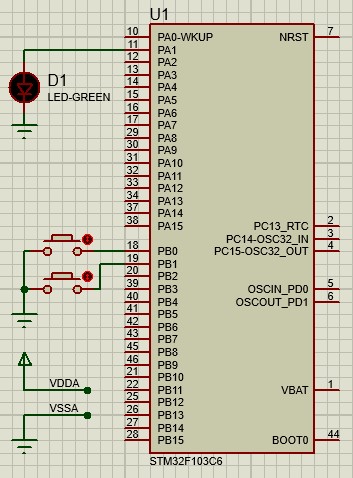 U1
10 PA0-WKUP NRST 7
11 PA1
12 PA2
13 PA3
14 PA4
15 PA5
16 PA6
17 PA7
29 PA8
30 PA9
31 PA10
32 PA11
33 PA12
34 PA13
37 PA14
38 PA15 PC13_RTC 2
PC14-OSC32_IN 3
18 PB0 PC15-OSC32_OUT 4
19 PB1
20 PB2
39 PB3 OSCIN_PD0 5
40 PB4 OSCOUT_PD1 6
41 PB5
42 PB6
43 PB7
45 PB8
46 PB9
21 PB10
22 PB11 VBAT 1
25 PB12
26 PB13
27 PB14
28 PB15 BOOT0 44
STM32F103C6
D1
LED-GREEN
VDDA
VSSA